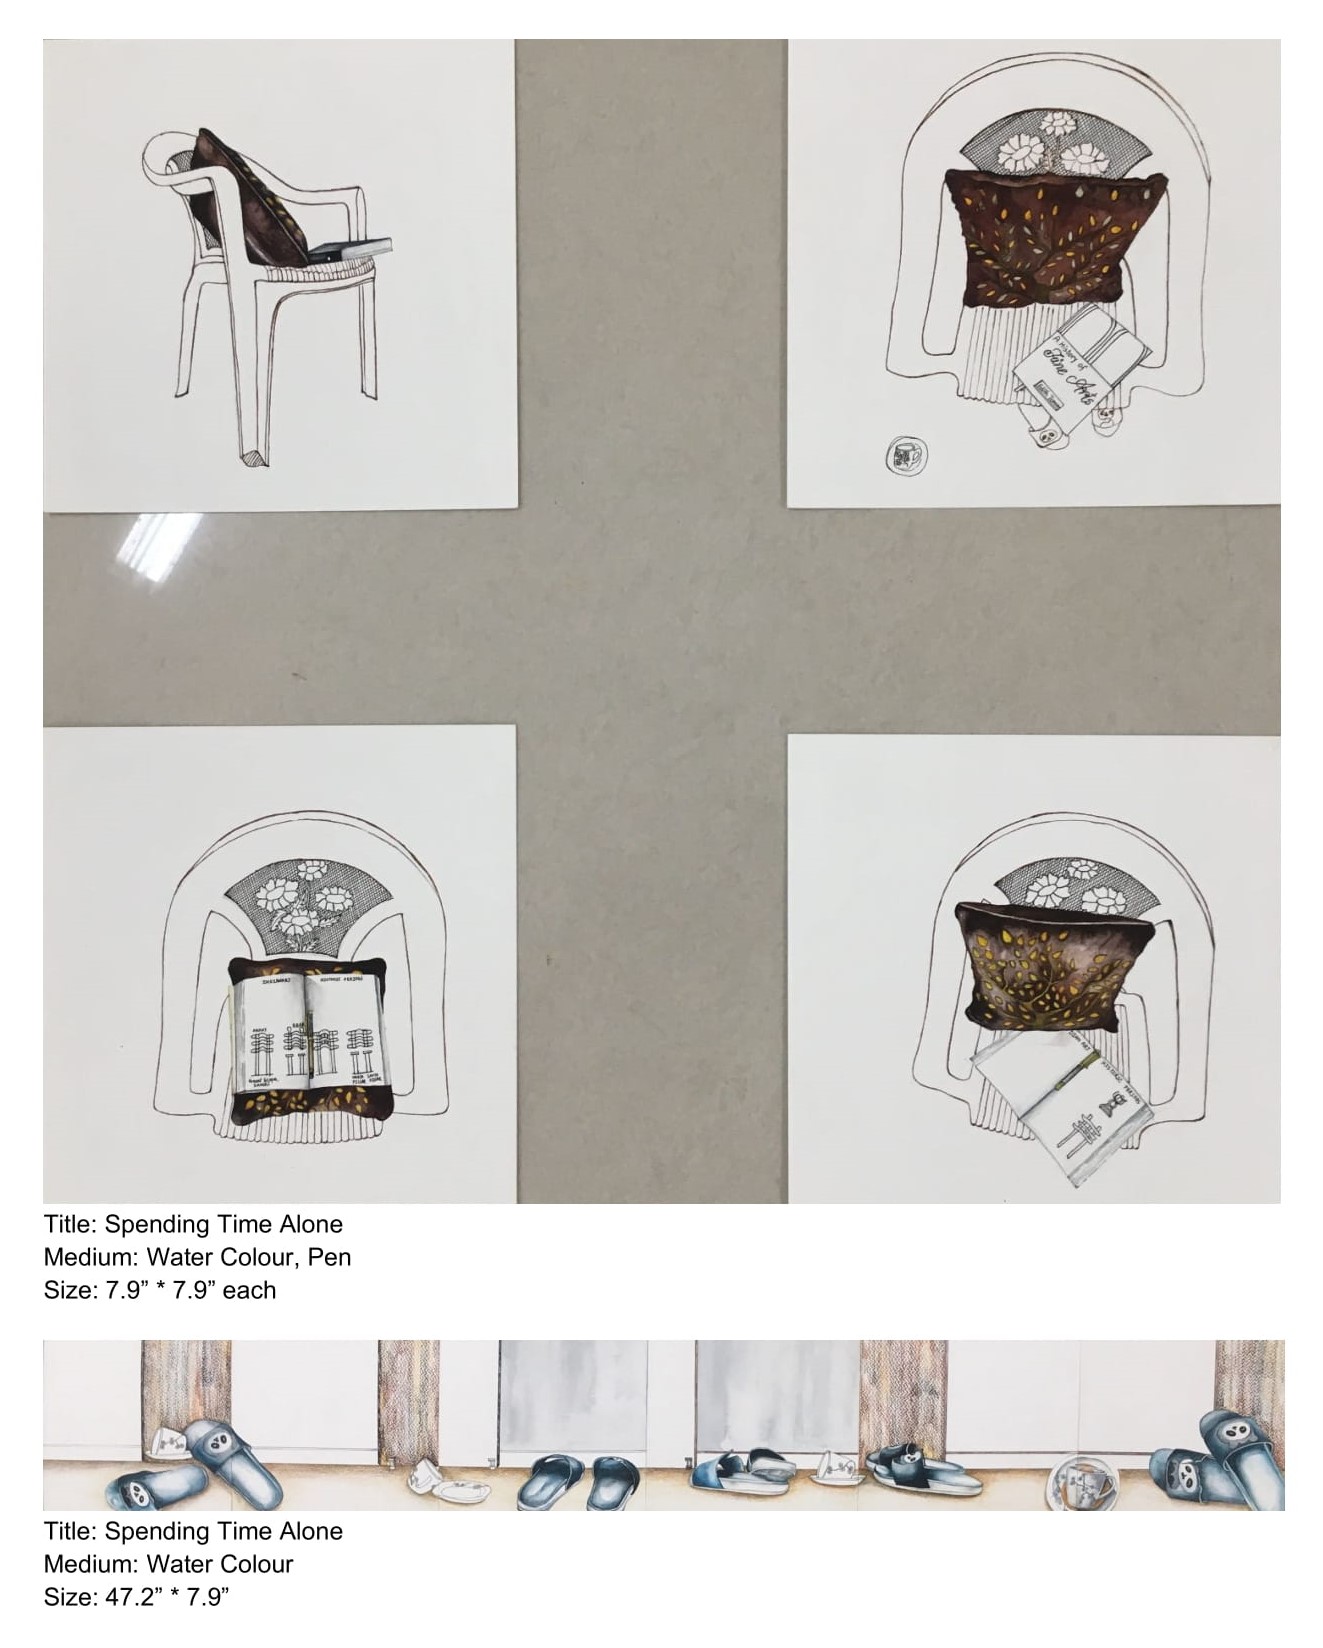 A History of
Fine Arts
Title: Spending Time Alone
Medium: Water Colour, Pen
Size: 7.9” * 7.9” each
Title: Spending Time Alone
Medium: Water Colour
Size: 47.2” * 7.9”